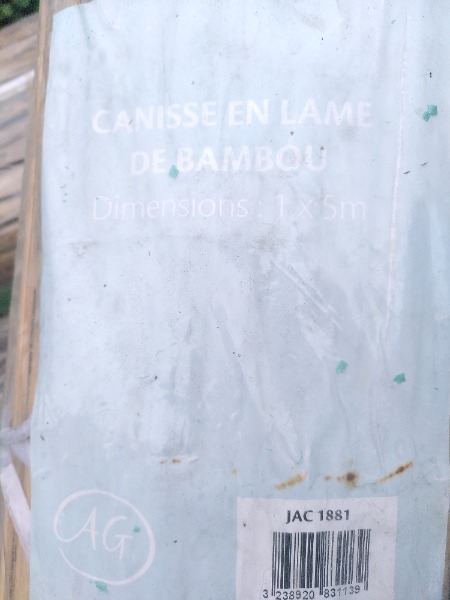 CANISSE EN LAME
DE BAMBOU
Dimensions : 1 x 5m
AG
JAC 1881
3 238920 831139